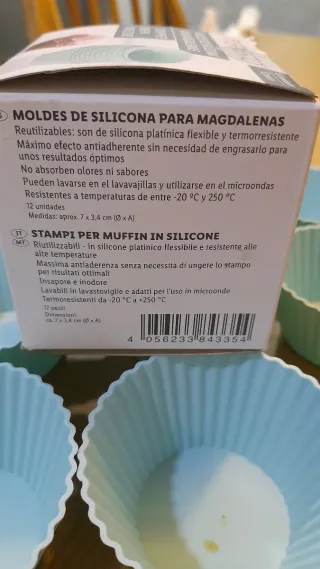 MOLDES DE SILICONA PARA MAGDALENAS
Reutilizables: son de silicona platínica flexible y termorresistente
Máximo efecto antiadherente sin necesidad de engrasarlo para
unos resultados óptimos
No absorben olores ni sabores
Pueden lavarse en el lavavajillas y utilizarse en el microondas
Resistentes a temperaturas de entre -20 ºC y 250 ºC
12 unidades
Medidas: aprox. 7 x 3,4 cm (Ø x A)
IT STAMPI PER MUFFIN IN SILICONE
MT Riutilizzabili - in silicone platinico flessibile e resistente alle
alte temperature
Massima antiaderenza senza necessità di ungere lo stampo
per risultati ottimali
Insapore e inodore
Lavabili in lavastoviglie e adatti per l'uso in microonde
Termoresistenti da -20 °C a +250 °C
12 pezzi
Dimensioni:
ca. 7 x 3,4 cm (Ø x A)
4 056233 843354